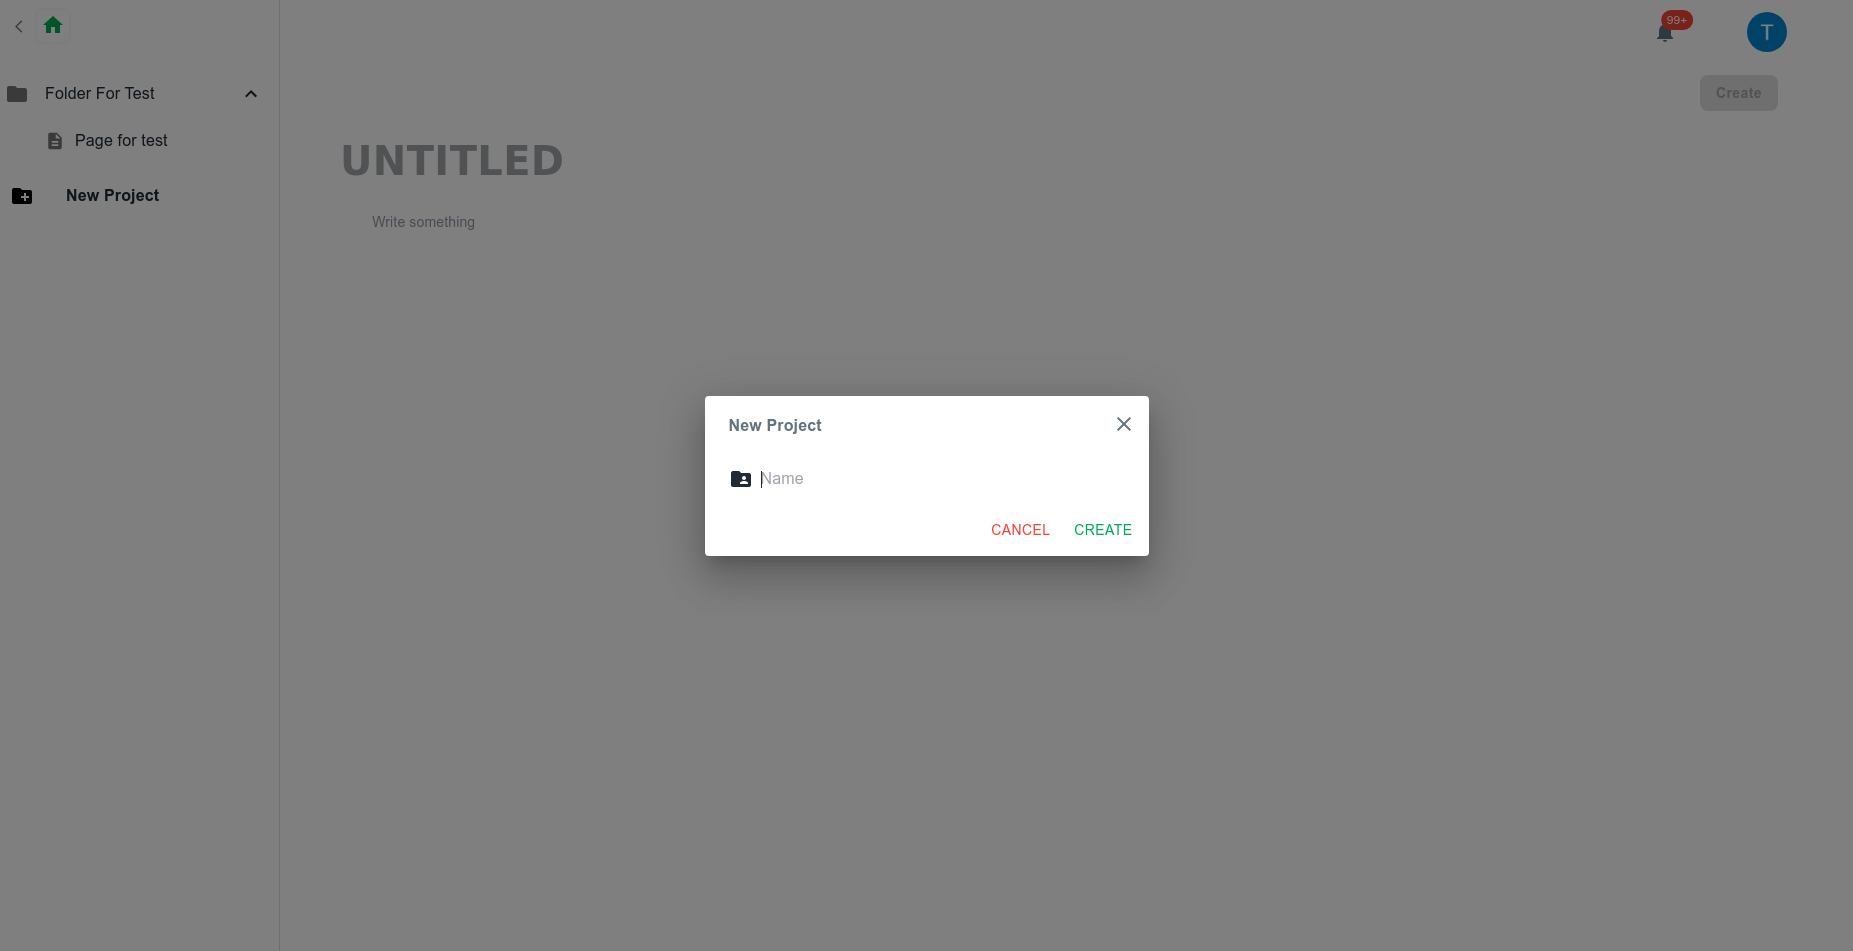 99+
T
Folder For Test
Create
Page for test
UNTITLED
New Project
Write something
New Project
Name
CANCEL CREATE